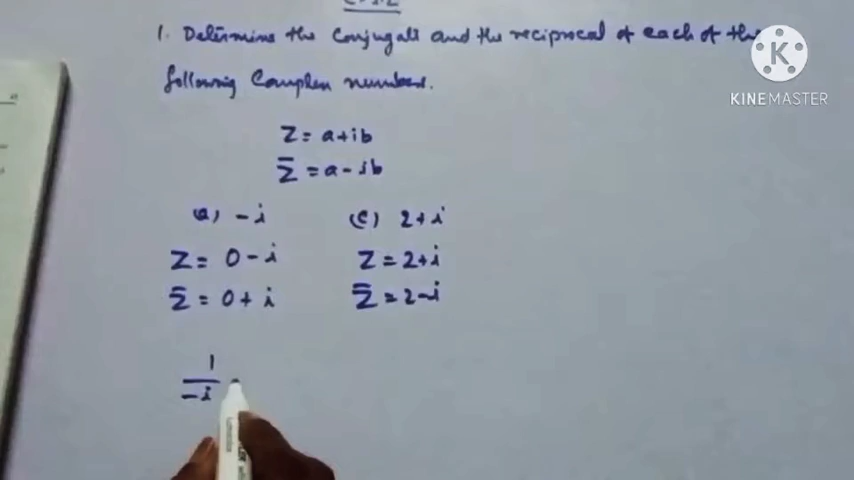 1. Determine the conjugate and the reciprocal of each of the
following Complex numbers.
Z = a+ib
Z̄ = a-ib
(a) -i (c) 2+i
Z = 0-i Z = 2+i
Z̄ = 0+i Z̄ = 2-i
1
-i
K
KINEMASTER